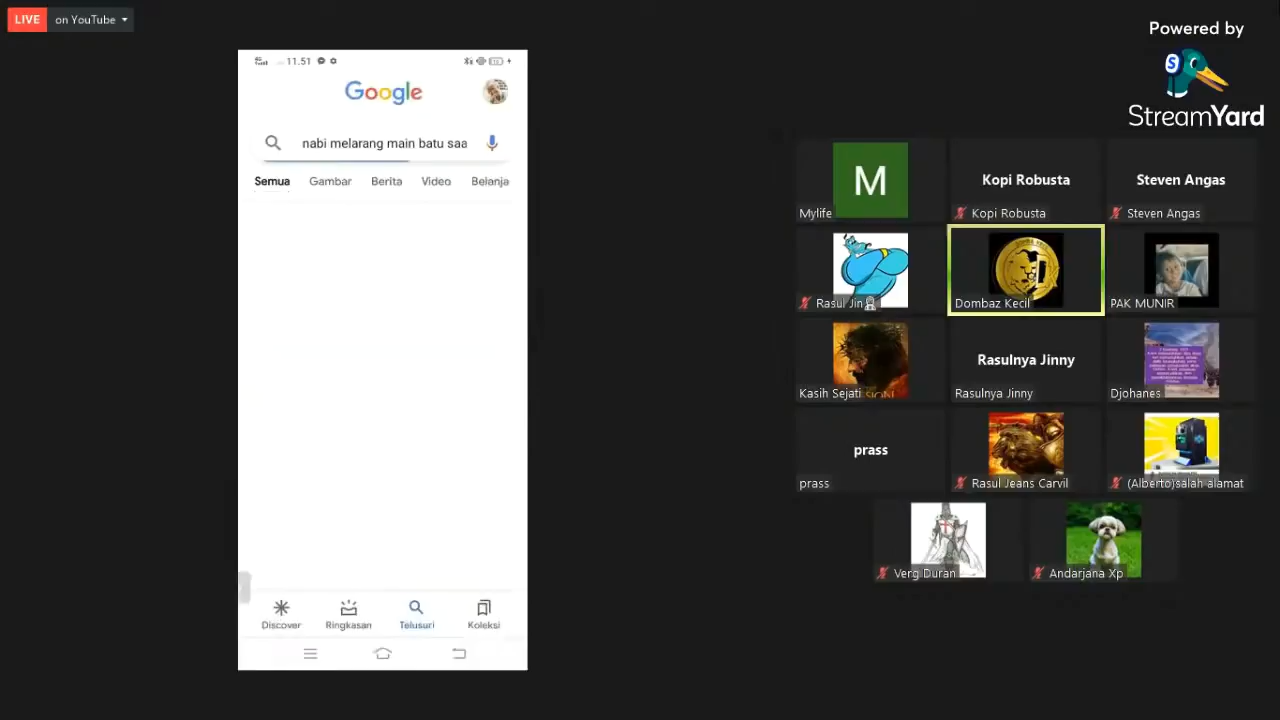 LIVE on YouTube
Powered by
StreamYard
11.51
Google
nabi melarang main batu saa
Semua Gambar Berita Video Belanja
Discover Ringkasan Telusuri Koleksi
M
Mylife
Kopi Robusta
Kopi Robusta
Steven Angas
Steven Angas
Rasul Jin
Dombaz Kecil
PAK MUNIR
Kasih Sejati
Rasulnya Jinny
Rasulnya Jinny
Djohanes
prass
prass
Rasul Jeans Carvil
(Alberto)salah alamat
Verg Duran
Andarjana Xp